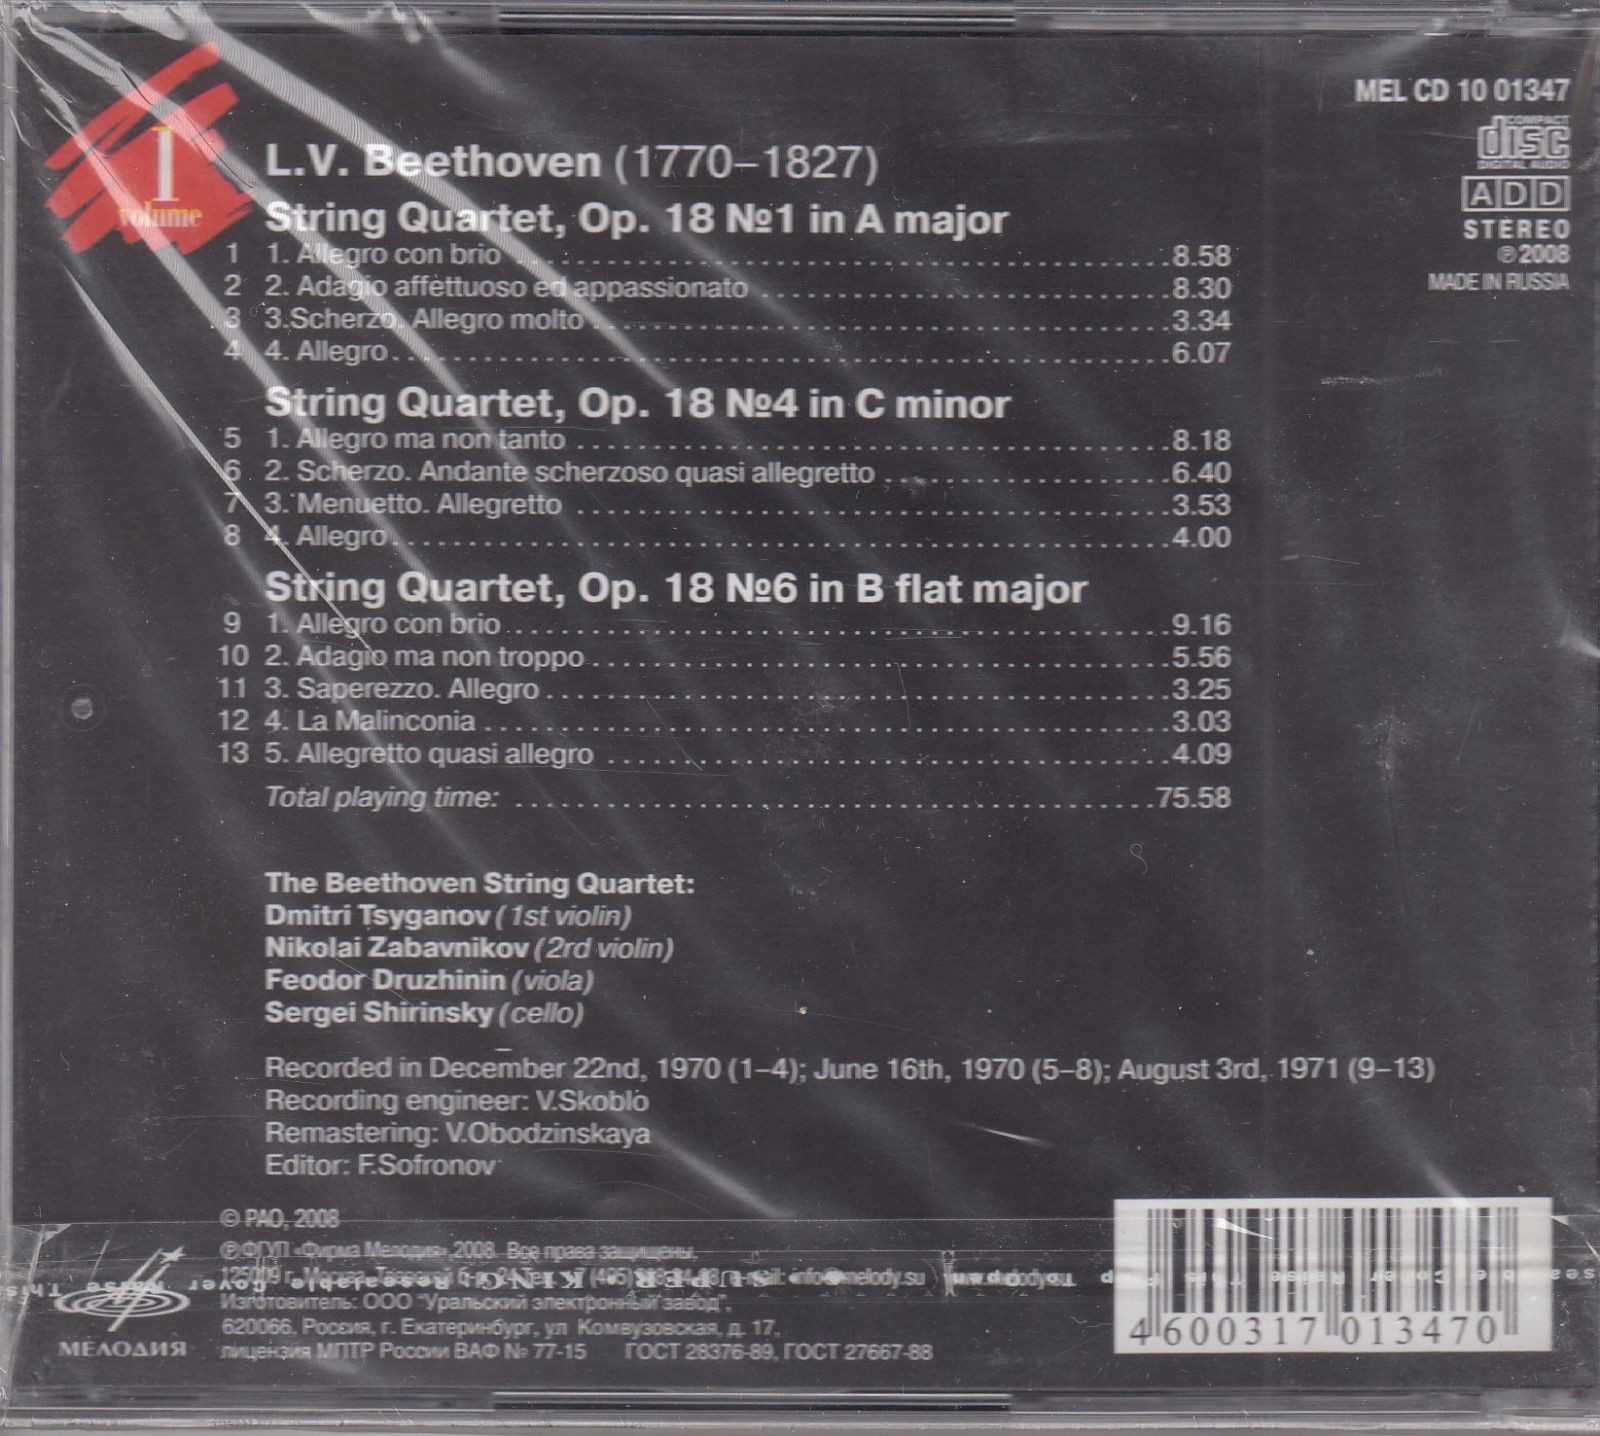 MEL CD 10 01347
COMPACT
disc
DIGITAL AUDIO
ADD
STEREO
℗ 2008
MADE IN RUSSIA
1
volume
L.V. Beethoven (1770–1827)
String Quartet, Op. 18 №1 in A major
1 1. Allegro con brio 8.58
2 2. Adagio affettuoso ed appassionato 8.30
3 3.Scherzo. Allegro molto 3.34
4 4. Allegro 6.07
String Quartet, Op. 18 №4 in C minor
5 1. Allegro ma non tanto 8.18
6 2. Scherzo. Andante scherzoso quasi allegretto 6.40
7 3. Menuetto. Allegretto 3.53
8 4. Allegro 4.00
String Quartet, Op. 18 №6 in B flat major
9 1. Allegro con brio 9.16
10 2. Adagio ma non troppo 5.56
11 3. Saperezzo. Allegro 3.25
12 4. La Malinconia 3.03
13 5. Allegretto quasi allegro 4.09
Total playing time: 75.58
The Beethoven String Quartet:
Dmitri Tsyganov (1st violin)
Nikolai Zabavnikov (2rd violin)
Feodor Druzhinin (viola)
Sergei Shirinsky (cello)
Recorded in December 22nd, 1970 (1–4); June 16th, 1970 (5–8); August 3rd, 1971 (9–13)
Recording engineer: V.Skoblo
Remastering: V.Obodzinskaya
Editor: F.Sofronov
© РАО, 2008
℗ ФГУП «Фирма Мелодия», 2008. Все права защищены.
г. Москва, info@melody.su
Изготовитель: ООО "Уральский электронный завод",
620066, Россия, г. Екатеринбург, ул Комвузовская, д. 17,
лицензия МПТР России ВАФ № 77-15 ГОСТ 28376-89, ГОСТ 27667-88
МЕЛОДИЯ
4 600317 013470